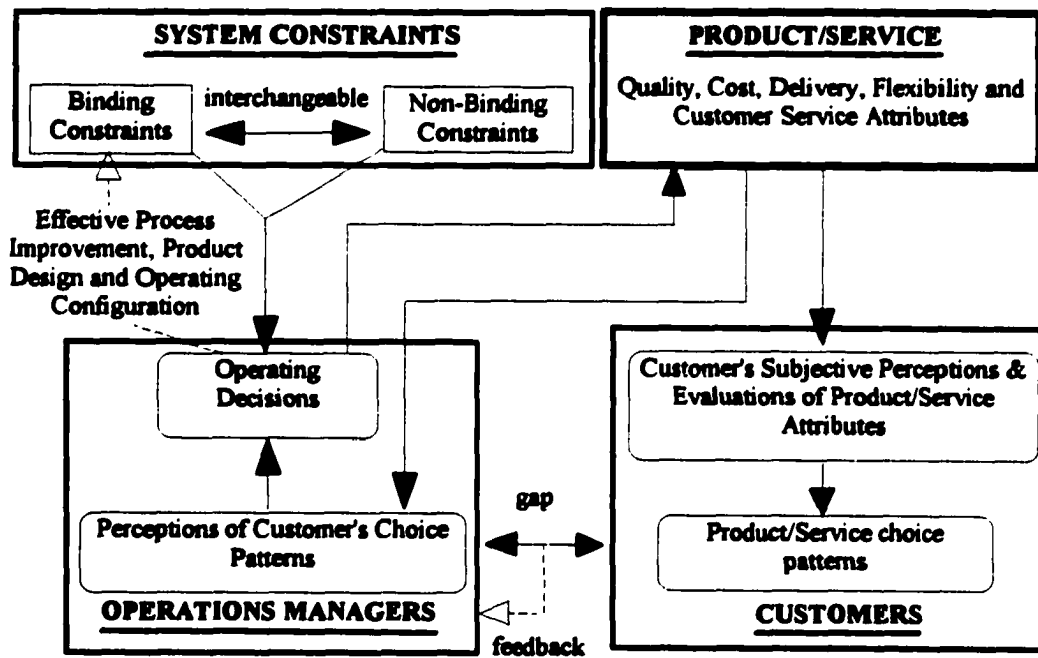 SYSTEM CONSTRAINTS
Binding
Constraints
interchangeable
Non-Binding
Constraints
PRODUCT/SERVICE
Quality, Cost, Delivery, Flexibility and
Customer Service Attributes
Effective Process
Improvement, Product
Design and Operating
Configuration
Operating
Decisions
Perceptions of Customer's Choice
Patterns
OPERATIONS MANAGERS
gap
feedback
Customer's Subjective Perceptions &
Evaluations of Product/Service
Attributes
Product/Service choice
patterns
CUSTOMERS